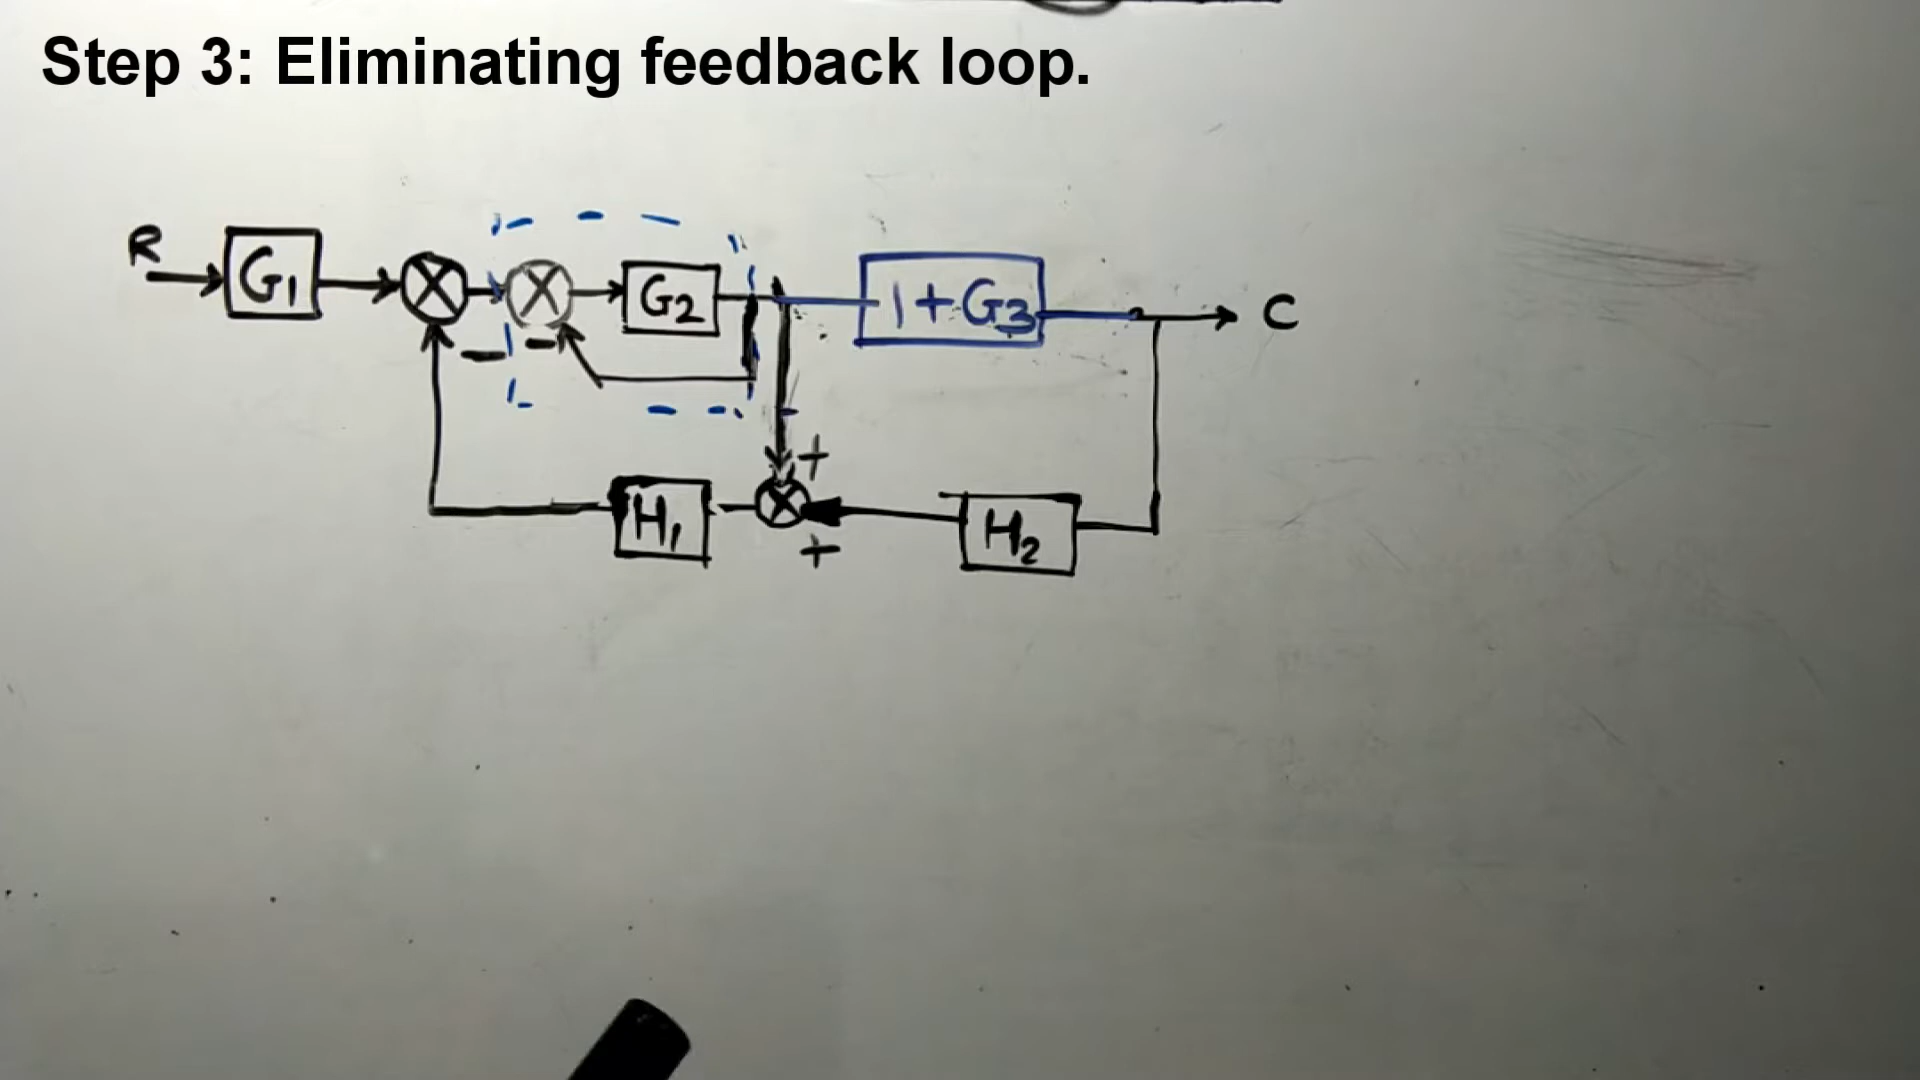 Step 3: Eliminating feedback loop.
R G₁ G₂ 1+G₃ C
- -
+
H₁ H₂
+